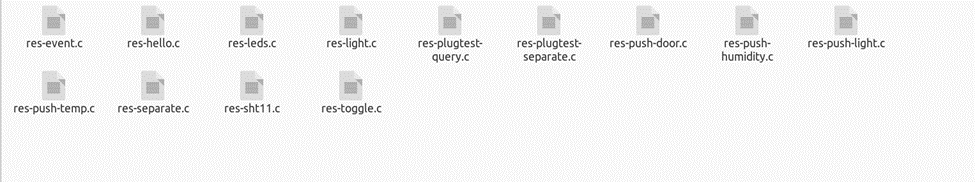 res-event.c res-hello.c res-leds.c res-light.c res-plugtest-query.c res-plugtest-separate.c res-push-door.c res-push-humidity.c res-push-light.c
res-push-temp.c res-separate.c res-sht11.c res-toggle.c